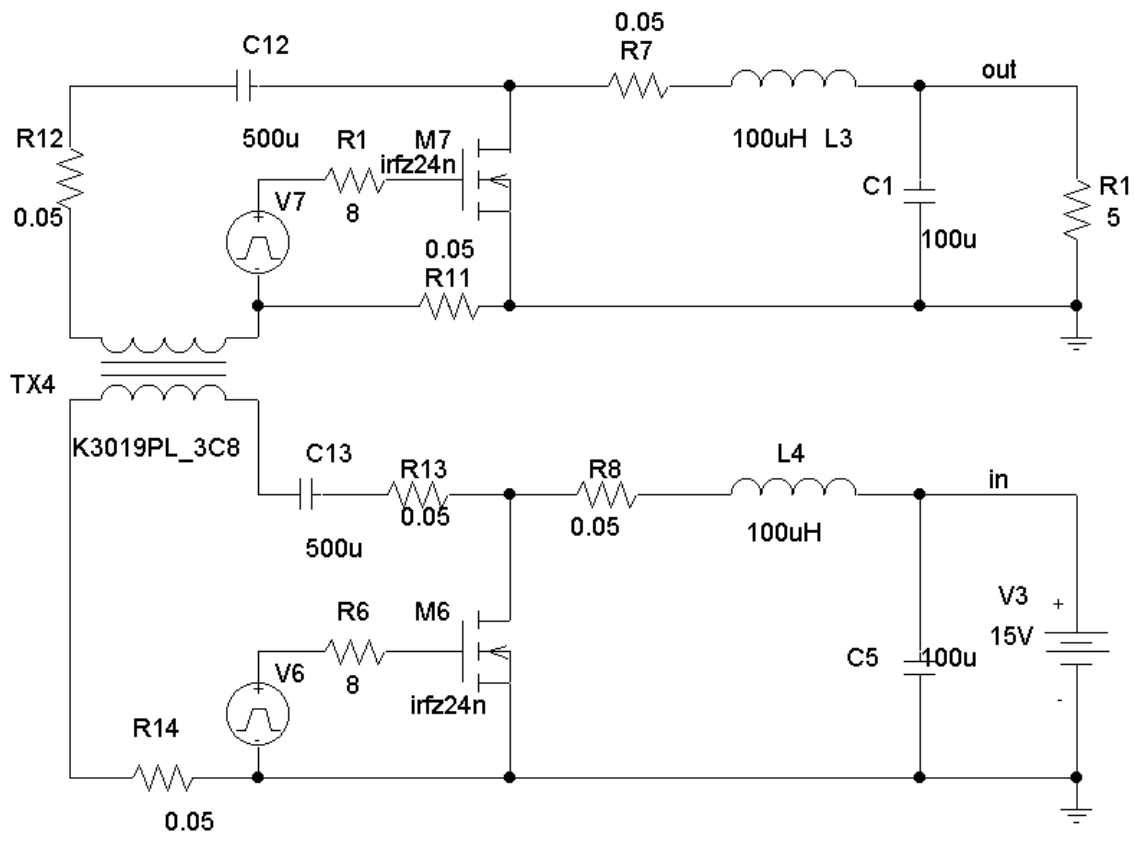 0.05
R7
C12
out
R12
500u
R1
M7
irfz24n
100uH L3
V7
8
C1
R1
5
0.05
0.05
R11
100u
+
-
TX4
K3019PL_3C8
C13
R13
0.05
R8
0.05
L4
in
500u
100uH
R6
M6
V3
+
15V
V6
8
irfz24n
C5
100u
+
-
-
R14
0.05